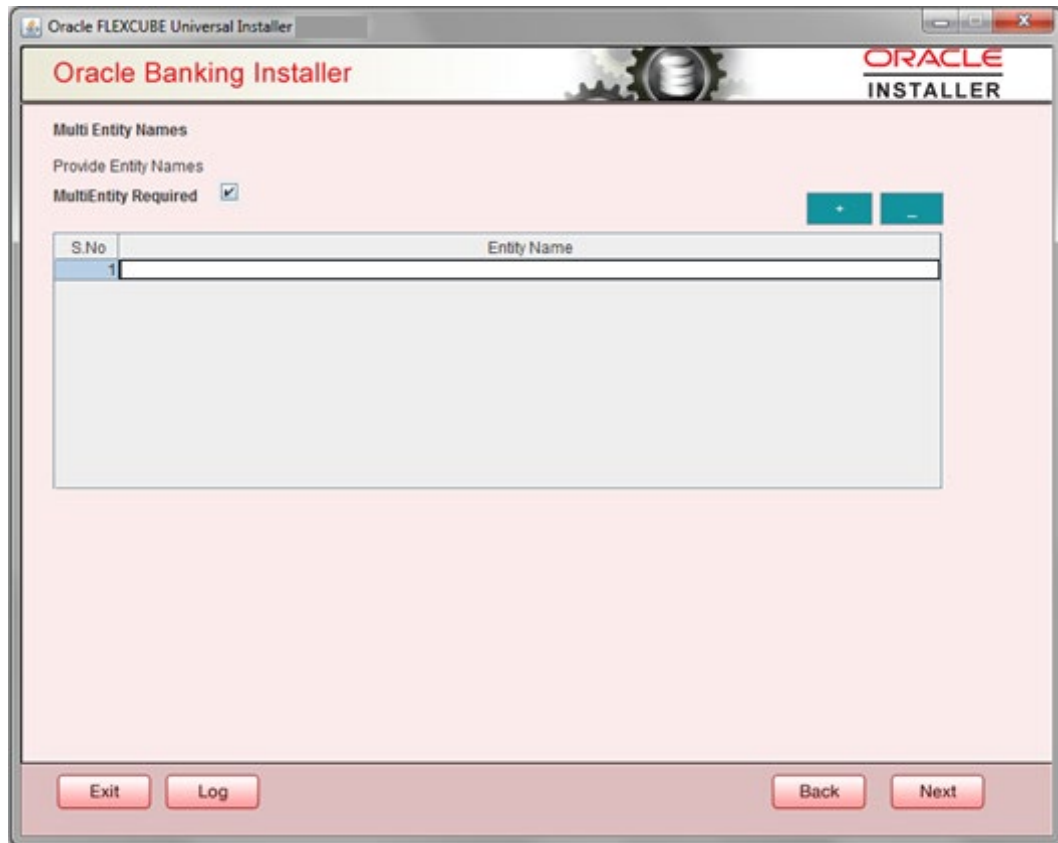 Oracle FLEXCUBE Universal Installer
Oracle Banking Installer
ORACLE
INSTALLER
Multi Entity Names
Provide Entity Names
MultiEntity Required
+ _
S.No Entity Name
1
Exit Log Back Next